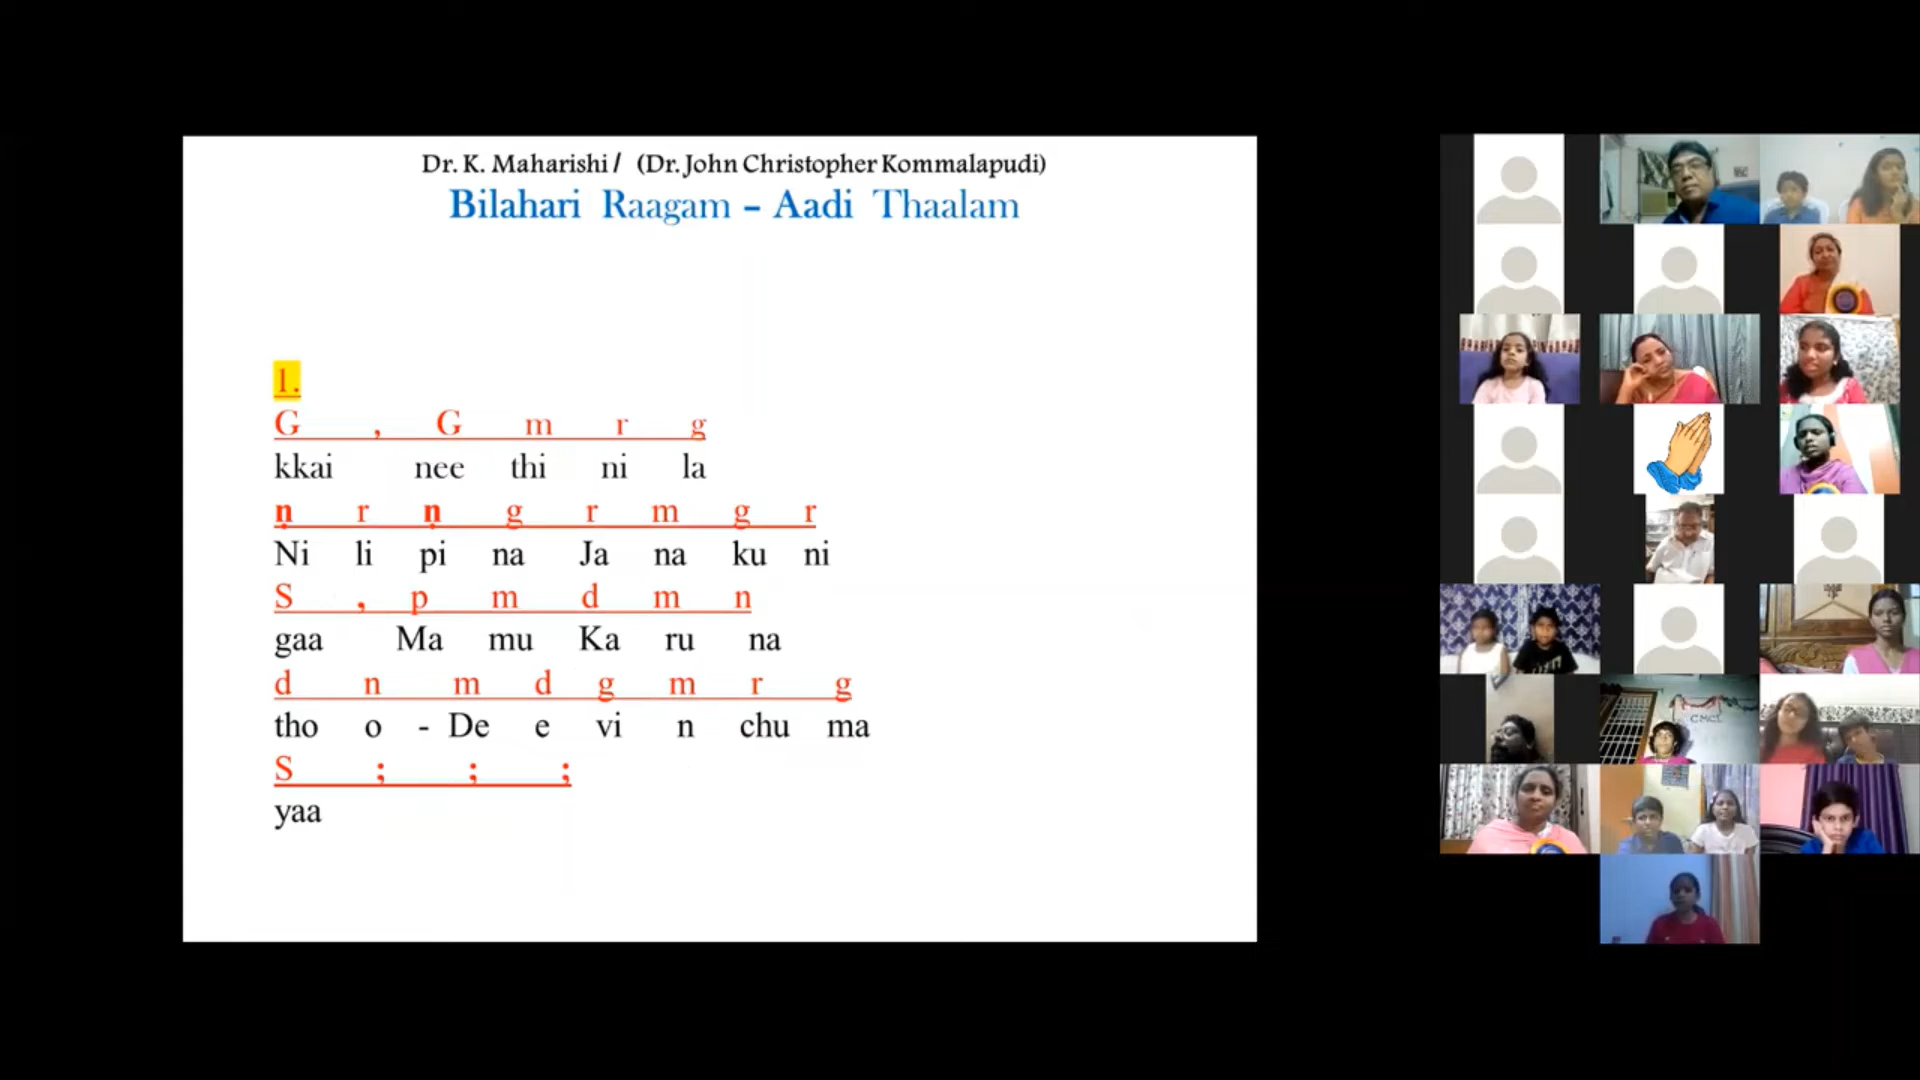 Dr. K. Maharishi / (Dr. John Christopher Kommalapudi)
Bilahari Raagam – Aadi Thaalam
1.
G , G m r g
kkai nee thi ni la
ṇ r ṇ g r m g r
Ni li pi na Ja na ku ni
S , p m d m n
gaa Ma mu Ka ru na
d n m d g m r g
tho o - De e vi n chu ma
S ; ; ;
yaa
CMCL